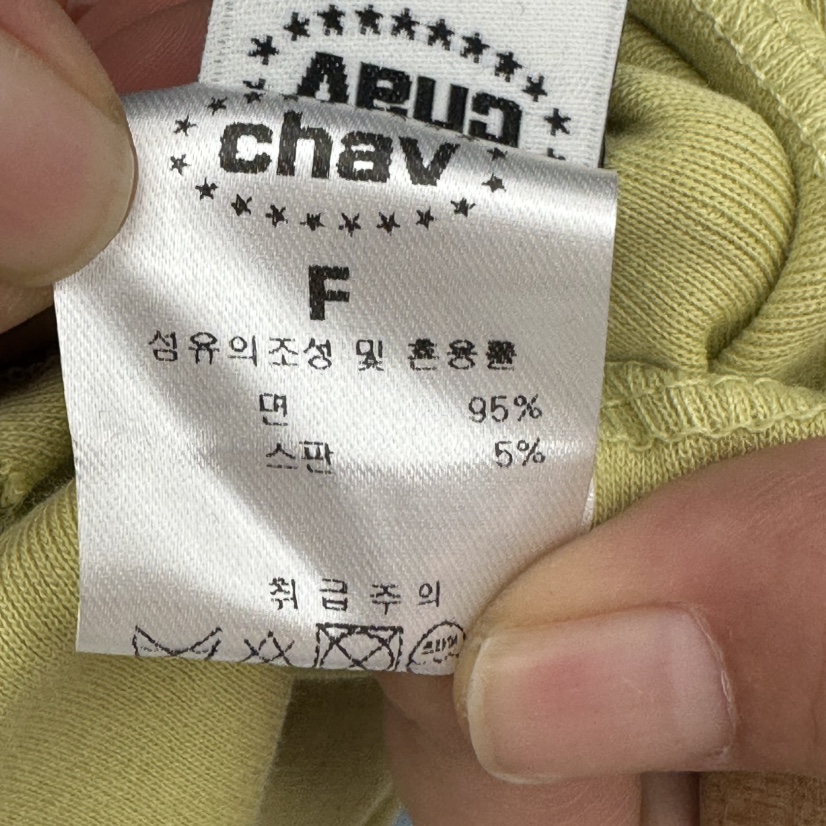 chav
chav
F
섬유의조성 및 혼용률
면 95%
스판 5%
취급주의